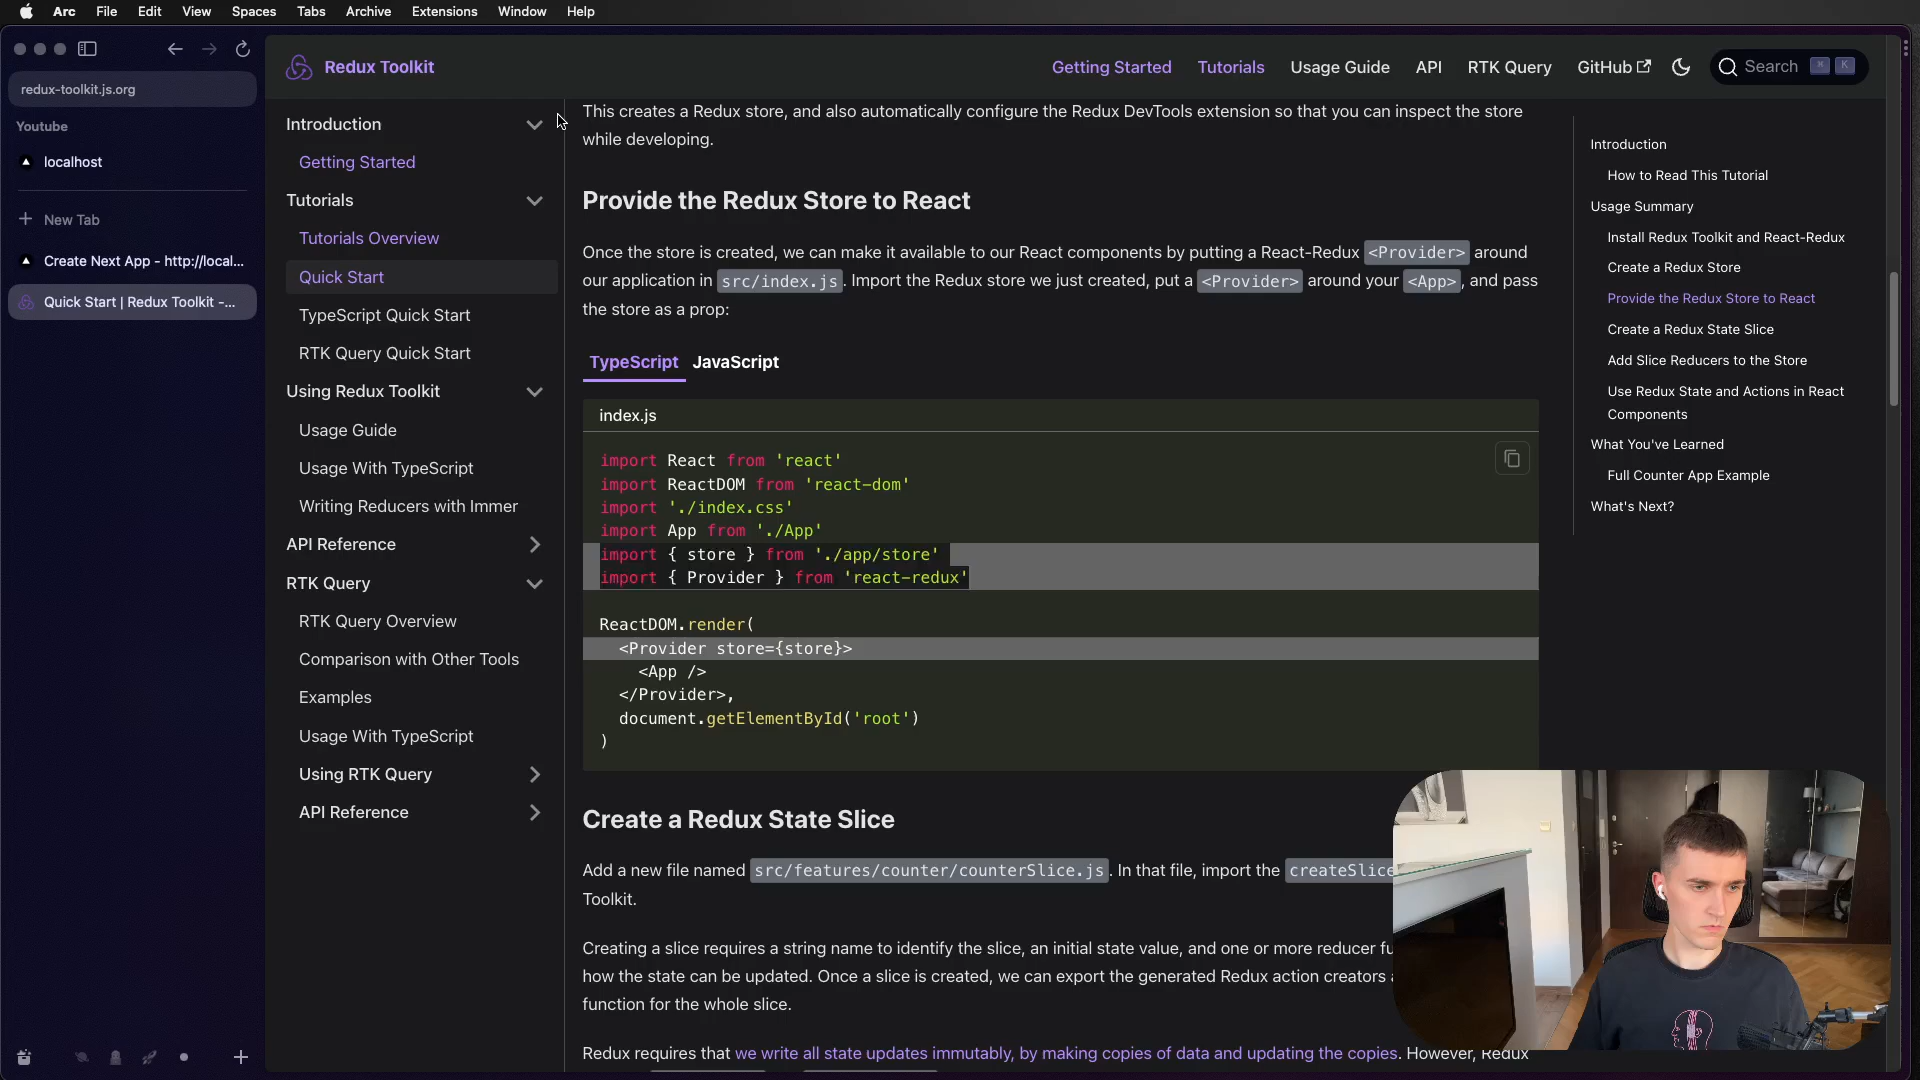 Arc File Edit View Spaces Tabs Archive Extensions Window Help
redux-toolkit.js.org
Youtube
localhost
New Tab
Create Next App - http://local...
Quick Start | Redux Toolkit -...
Redux Toolkit
Getting Started Tutorials Usage Guide API RTK Query GitHub Search ⌘ K
Introduction
Getting Started
Tutorials
Tutorials Overview
Quick Start
TypeScript Quick Start
RTK Query Quick Start
Using Redux Toolkit
Usage Guide
Usage With TypeScript
Writing Reducers with Immer
API Reference
RTK Query
RTK Query Overview
Comparison with Other Tools
Examples
Usage With TypeScript
Using RTK Query
API Reference
This creates a Redux store, and also automatically configure the Redux DevTools extension so that you can inspect the store
while developing.
Provide the Redux Store to React
Once the store is created, we can make it available to our React components by putting a React-Redux <Provider> around
our application in src/index.js. Import the Redux store we just created, put a <Provider> around your <App>, and pass
the store as a prop:
TypeScript JavaScript
index.js
import React from 'react'
import ReactDOM from 'react-dom'
import './index.css'
import App from './App'
import { store } from './app/store'
import { Provider } from 'react-redux'
ReactDOM.render(
<Provider store={store}>
<App />
</Provider>,
document.getElementById('root')
)
Create a Redux State Slice
Add a new file named src/features/counter/counterSlice.js. In that file, import the createSlice
Toolkit.
Creating a slice requires a string name to identify the slice, an initial state value, and one or more reducer fu
how the state can be updated. Once a slice is created, we can export the generated Redux action creators
function for the whole slice.
Redux requires that we write all state updates immutably, by making copies of data and updating the copies. However, Redux
Introduction
How to Read This Tutorial
Usage Summary
Install Redux Toolkit and React-Redux
Create a Redux Store
Provide the Redux Store to React
Create a Redux State Slice
Add Slice Reducers to the Store
Use Redux State and Actions in React
Components
What You've Learned
Full Counter App Example
What's Next?